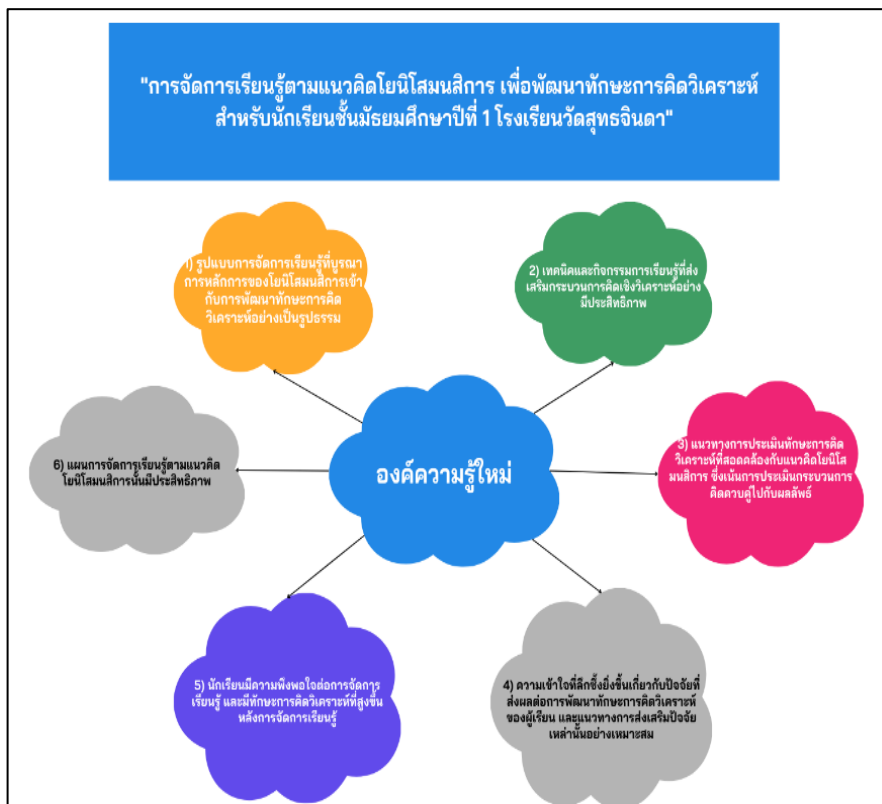 "การจัดการเรียนรู้ตามแนวคิดโยนิโสมนสิการ เพื่อพัฒนาทักษะการคิดวิเคราะห์
สำหรับนักเรียนชั้นมัธยมศึกษาปีที่ 1 โรงเรียนวัดสุทธจินดา"
1) รูปแบบการจัดการเรียนรู้ที่บูรณา
การหลักการของโยนิโสมนสิการเข้า
กับการพัฒนาทักษะการคิด
วิเคราะห์อย่างเป็นรูปธรรม
2) เทคนิคและกิจกรรมการเรียนรู้ที่ส่ง
เสริมกระบวนการคิดเชิงวิเคราะห์อย่าง
มีประสิทธิภาพ
3) แนวทางการประเมินทักษะการคิด
วิเคราะห์ที่สอดคล้องกับแนวคิดโยนิโส
มนสิการ ซึ่งเน้นการประเมินกระบวนการ
คิดควบคู่ไปกับผลลัพธ์
องค์ความรู้ใหม่
6) แผนการจัดการเรียนรู้ตามแนวคิด
โยนิโสมนสิการนั้นมีประสิทธิภาพ
5) นักเรียนมีความพึงพอใจต่อการจัดการ
เรียนรู้ และมีทักษะการคิดวิเคราะห์ที่สูงขึ้น
หลังการจัดการเรียนรู้
4) ความเข้าใจที่ลึกซึ้งยิ่งขึ้นเกี่ยวกับปัจจัยที่
ส่งผลต่อการพัฒนาทักษะการคิดวิเคราะห์
ของผู้เรียน และแนวทางการส่งเสริมปัจจัย
เหล่านั้นอย่างเหมาะสม